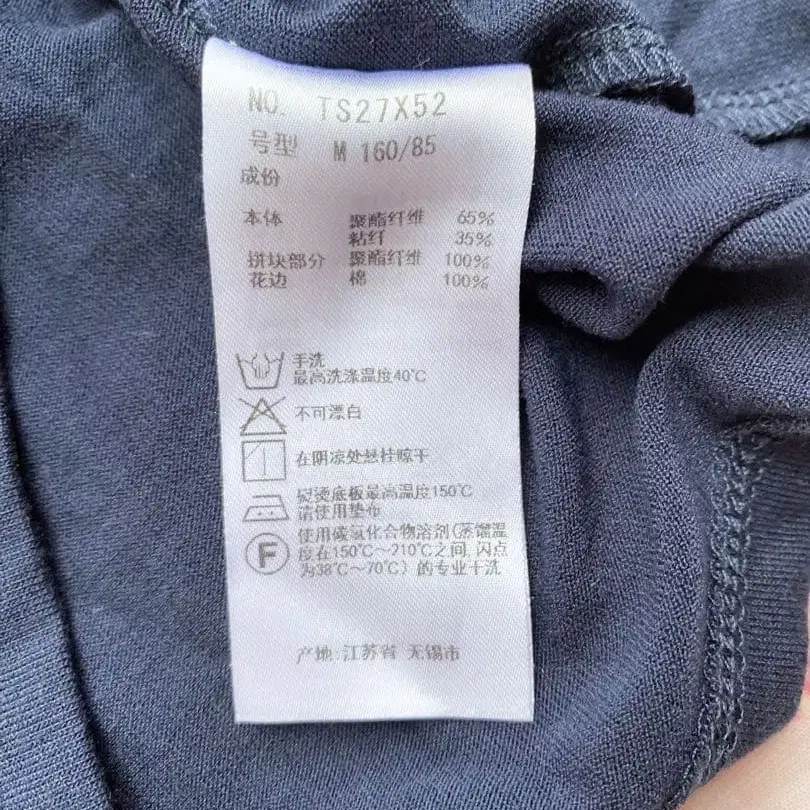 NO. TS27X52
号型 M 160/85
成份
本体 聚酯纤维 65%
粘纤 35%
拼块部分 聚酯纤维 100%
花边 棉 100%
手洗
最高洗涤温度40℃
不可漂白
在阴凉处悬挂晾干
熨烫底板最高温度150℃
请使用垫布
F
使用碳氢化合物溶剂(蒸馏温
度在150℃～210℃之间,闪点
为38℃～70℃)的专业干洗
产地:江苏省 无锡市